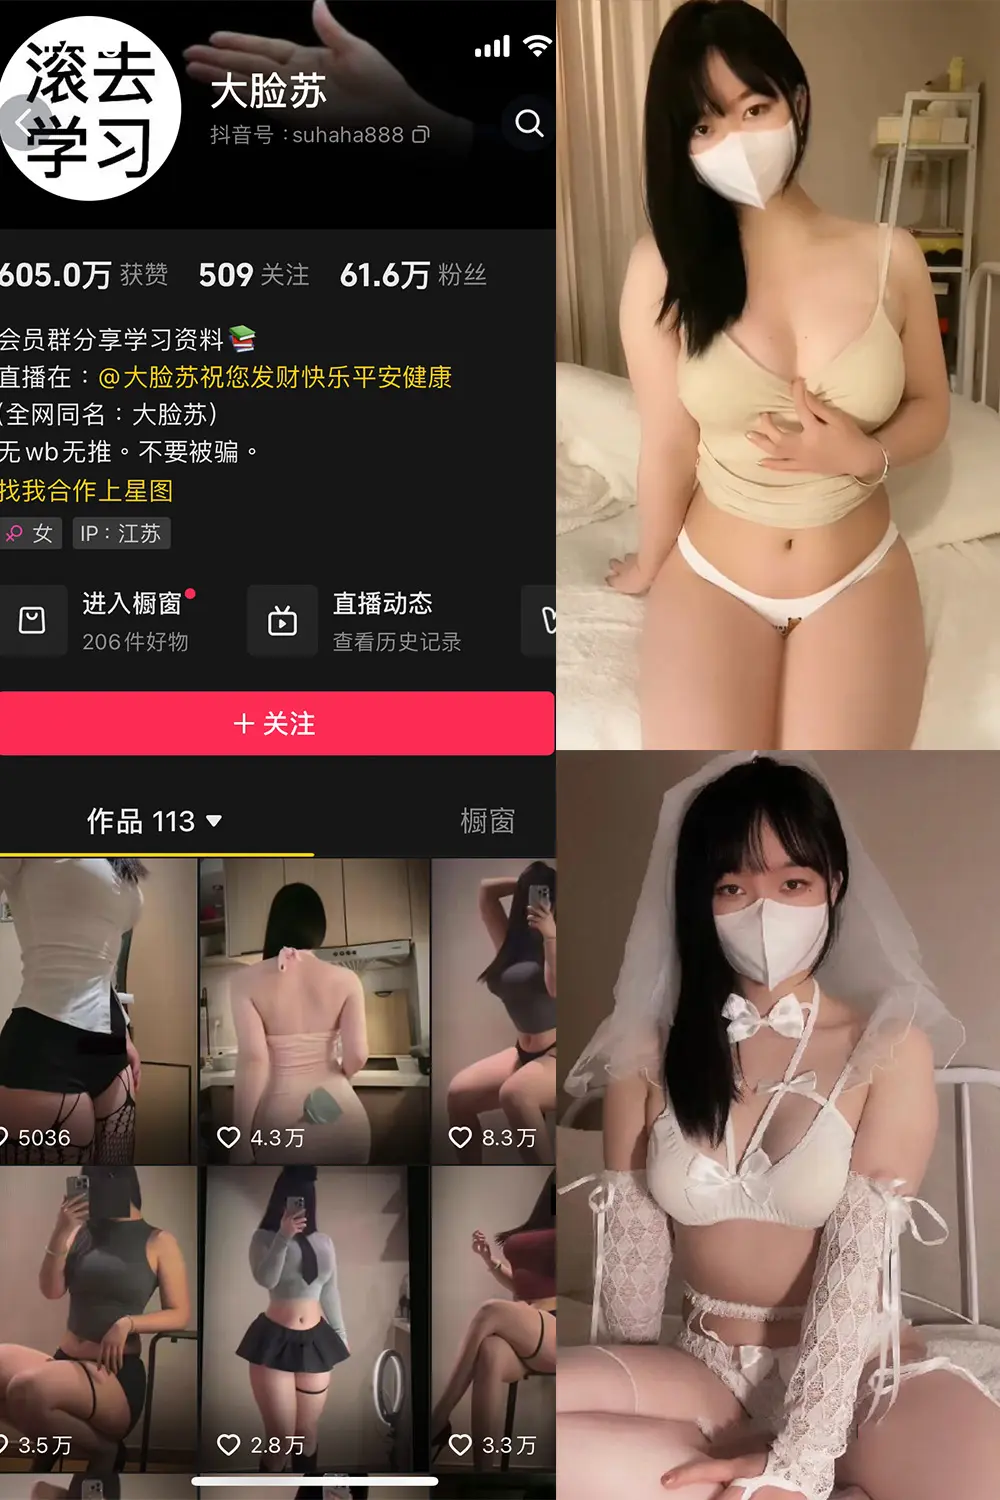 滚去
学习
大脸苏
抖音号：suhaha888
605.0万 获赞 509 关注 61.6万 粉丝
会员群分享学习资料
直播在：@大脸苏祝您发财快乐平安健康
(全网同名：大脸苏)
无wb无推。不要被骗。
找我合作上星图
女 IP：江苏
进入橱窗
206件好物
直播动态
查看历史记录
+ 关注
作品 113 橱窗
5036 4.3万 8.3万
3.5万 2.8万 3.3万